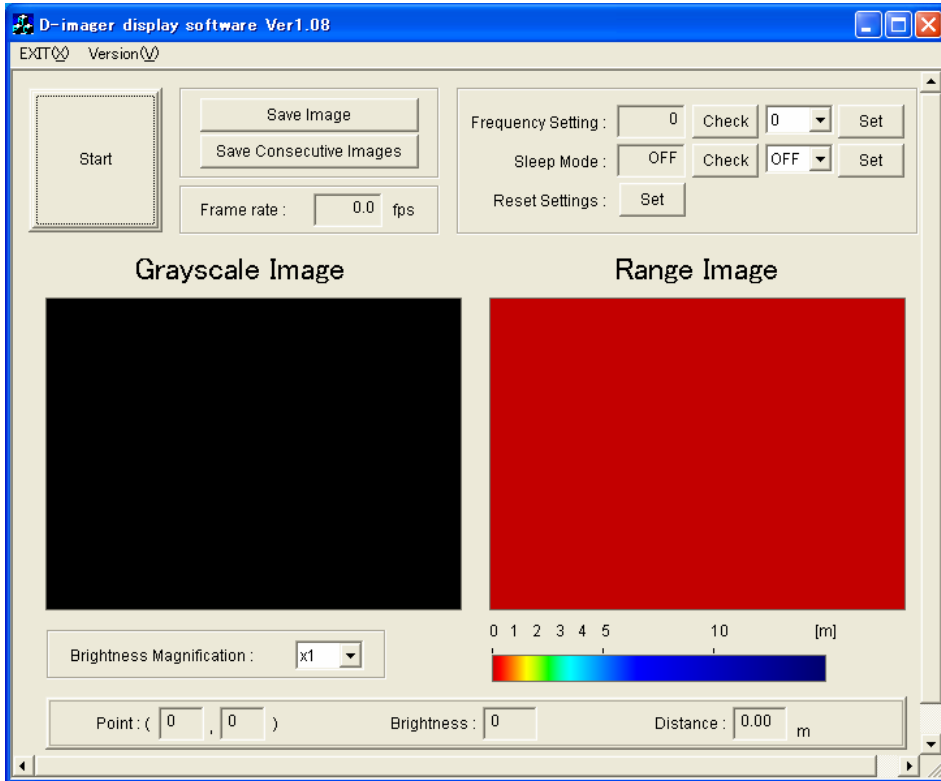 D-imager display software Ver1.08
EXIT(X) Version(V)
Start
Save Image
Save Consecutive Images
Frame rate : 0.0 fps
Frequency Setting : 0 Check 0 Set
Sleep Mode : OFF Check OFF Set
Reset Settings : Set
Grayscale Image
Range Image
0 1 2 3 4 5 10 [m]
Brightness Magnification : x1
Point : ( 0 , 0 ) Brightness : 0 Distance : 0.00 m